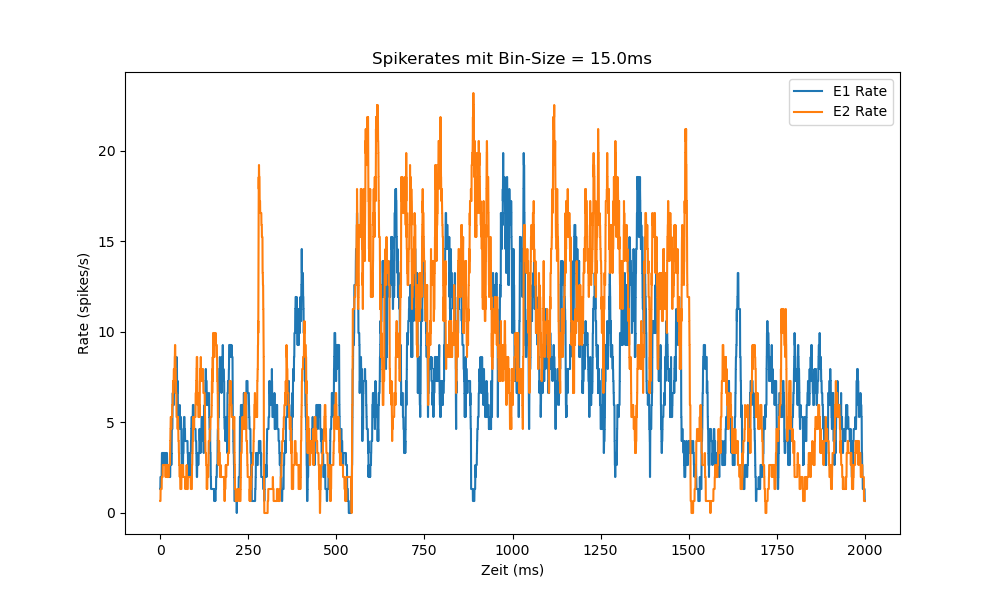 Spikerates mit Bin-Size = 15.0ms
E1 Rate
E2 Rate
Rate (spikes/s)
20
15
10
5
0
0 250 500 750 1000 1250 1500 1750 2000
Zeit (ms)